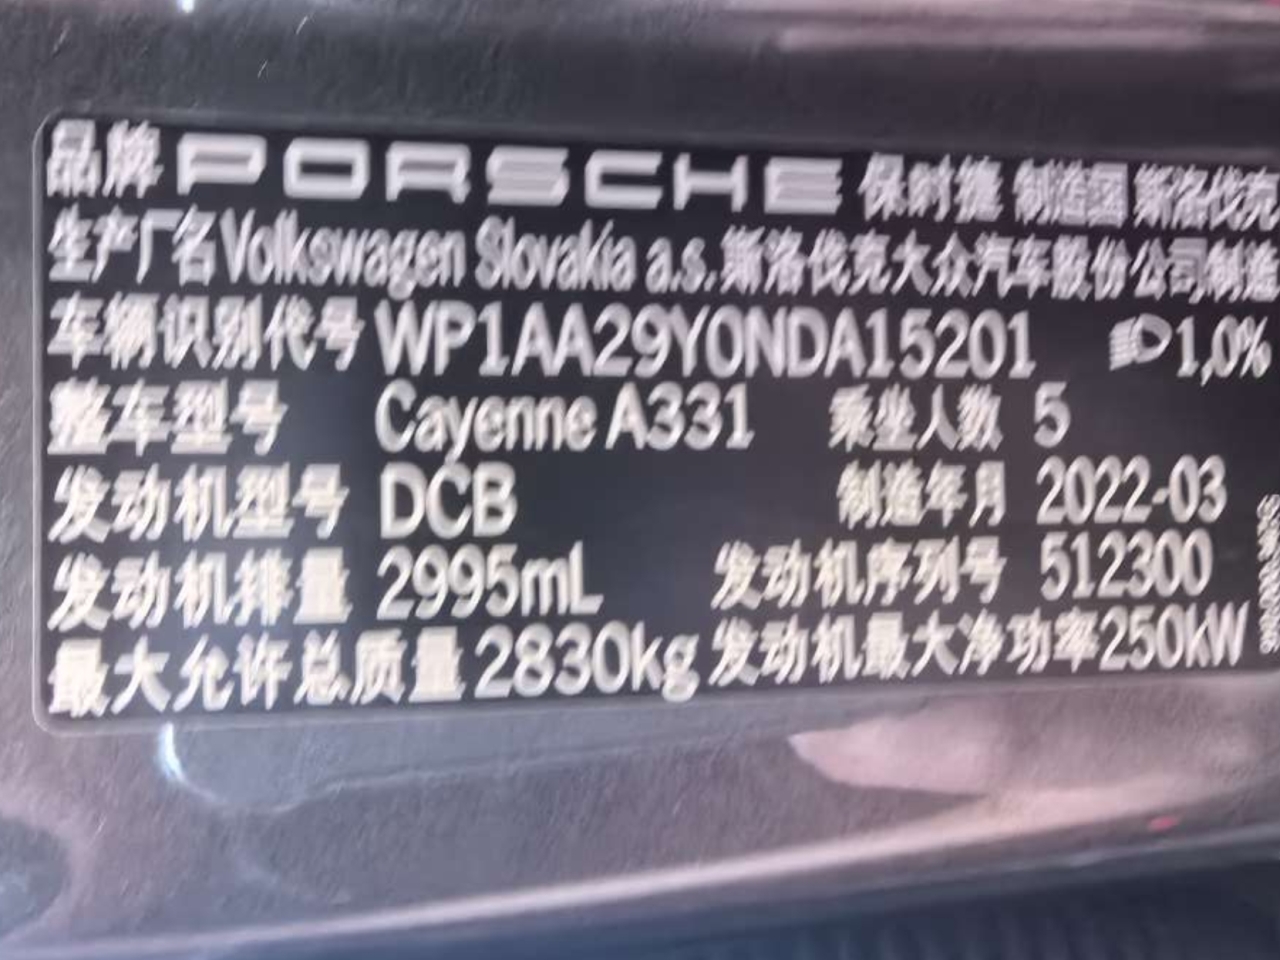 品牌 PORSCHE 保时捷 制造国 斯洛伐克
生产厂名 Volkswagen Slovakia a.s. 斯洛伐克大众汽车股份公司制造
车辆识别代号 WP1AA29Y0NDA15201 1,0%
整车型号 Cayenne A331 乘坐人数 5
发动机型号 DCB 制造年月 2022-03
发动机排量 2995mL 发动机序列号 512300
最大允许总质量 2830kg 发动机最大净功率 250kW